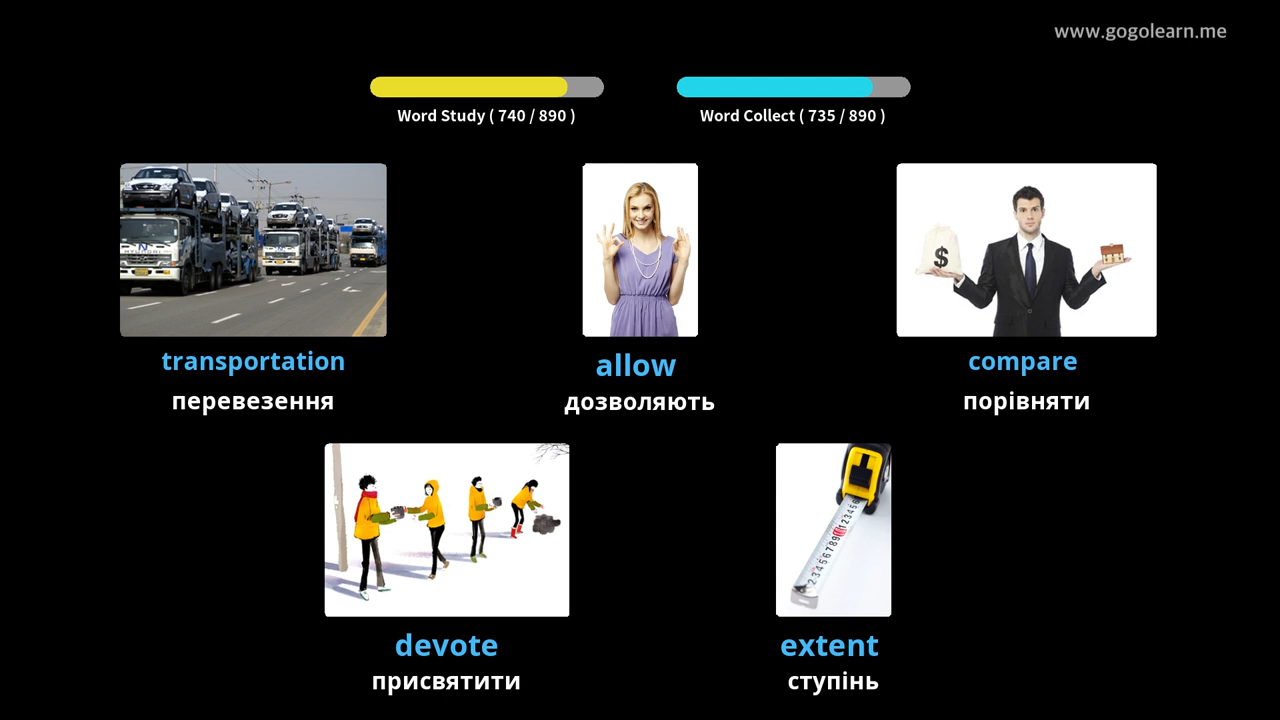 www.gogolearn.me
Word Study ( 740 / 890 )
Word Collect ( 735 / 890 )
$
transportation
allow
compare
перевезення
дозволяють
порівняти
devote
extent
присвятити
ступінь